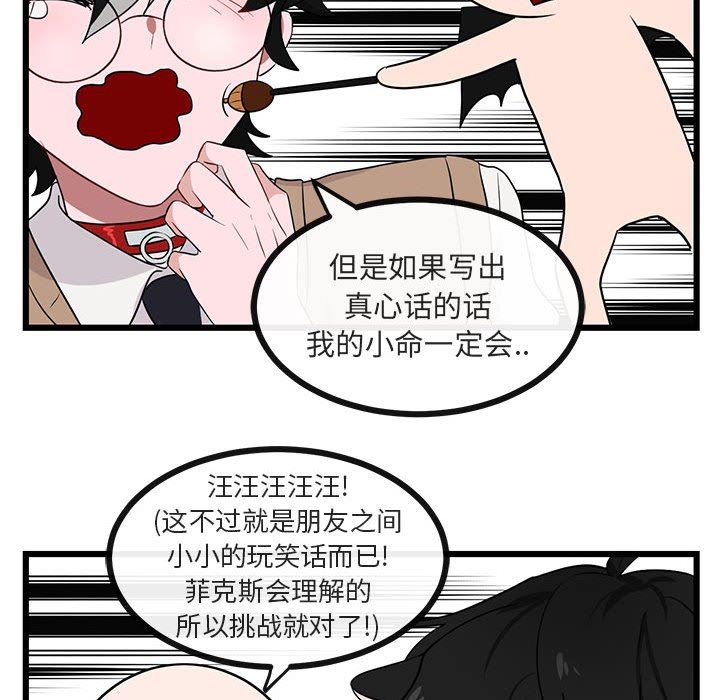 但是如果写出
真心话的话
我的小命一定会..
汪汪汪汪汪!
(这不过就是朋友之间
小小的玩笑话而已!
菲克斯会理解的
所以挑战就对了!)